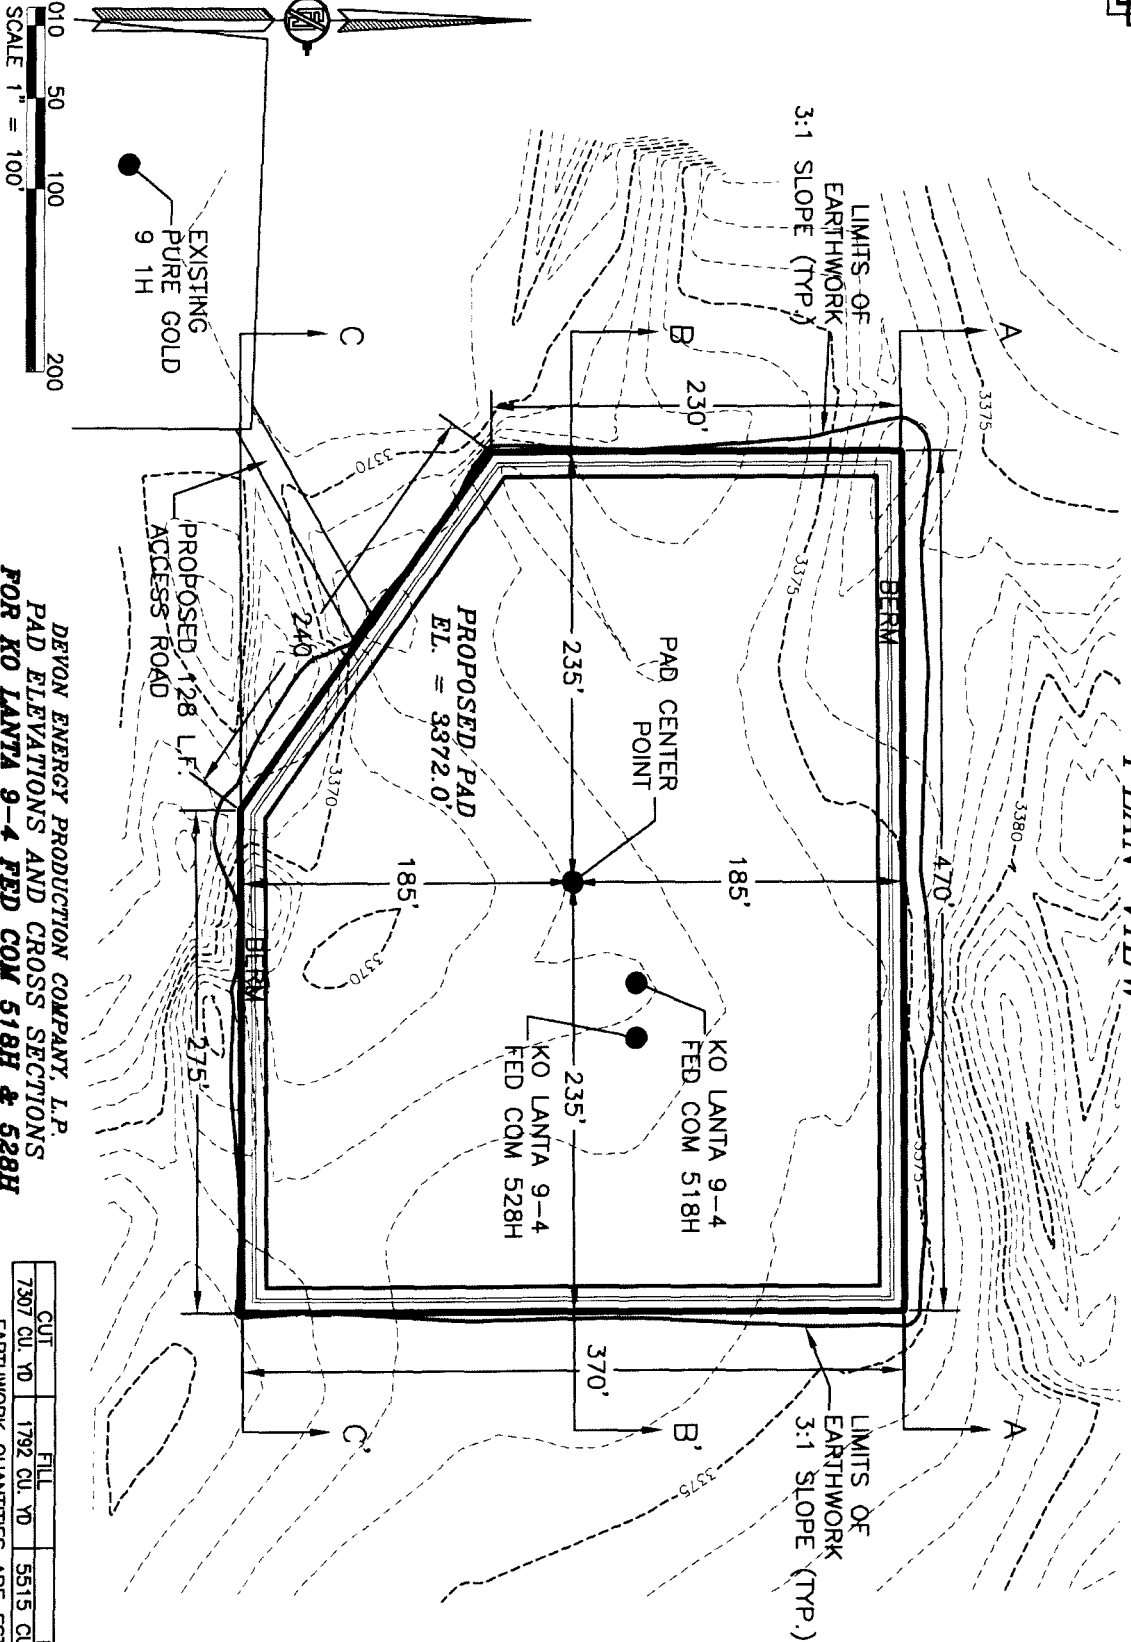 PLAN VIEW
A
A
3375
3380
3375
3375
470'
BERM
LIMITS OF
EARTHWORK
3:1 SLOPE (TYP.)
LIMITS OF
EARTHWORK
3:1 SLOPE (TYP.)
3375
230'
185'
KO LANTA 9-4
FED COM 518H
PAD CENTER
POINT
B
B'
235'
235'
370'
KO LANTA 9-4
FED COM 528H
PROPOSED PAD
EL. = 3372.0'
185'
3370
3370
3370
240'
C
C'
BERM
275'
PROPOSED 128 L.F.
ACCESS ROAD
EXISTING
PURE GOLD
9 1H
010 50 100 200
SCALE 1" = 100'
DEVON ENERGY PRODUCTION COMPANY, L.P.
PAD ELEVATIONS AND CROSS SECTIONS
FOR KO LANTA 9-4 FED COM 518H & 528H
CUT FILL
7307 CU. YD 1792 CU. YD 5515